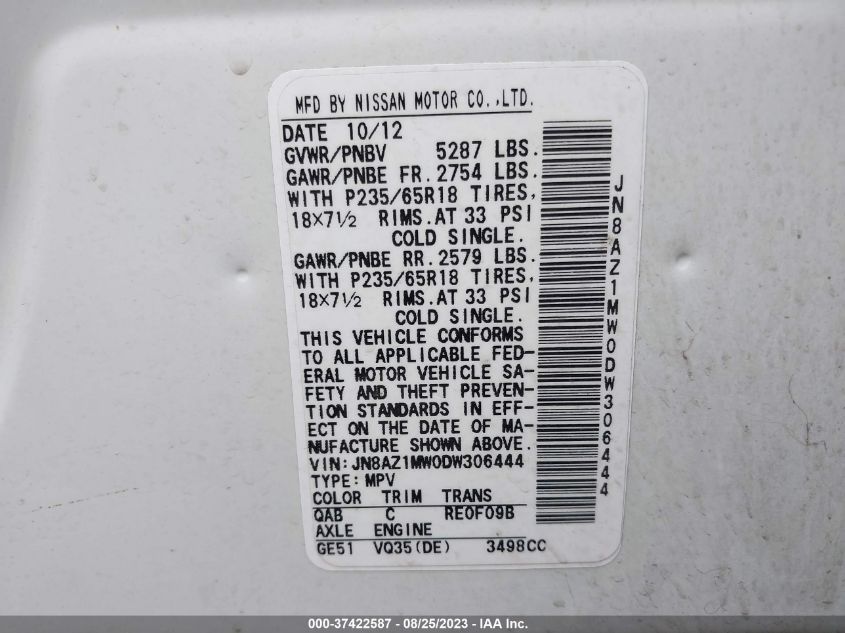 MFD BY NISSAN MOTOR CO.,LTD.
DATE 10/12
GVWR/PNBV 5287 LBS.
GAWR/PNBE FR. 2754 LBS.
WITH P235/65R18 TIRES,
18×7½ RIMS. AT 33 PSI
COLD SINGLE.
GAWR/PNBE RR. 2579 LBS.
WITH P235/65R18 TIRES,
18×7½ RIMS. AT 33 PSI
COLD SINGLE.
THIS VEHICLE CONFORMS
TO ALL APPLICABLE FED-
ERAL MOTOR VEHICLE SA-
FETY AND THEFT PREVEN-
TION STANDARDS IN EFF-
ECT ON THE DATE OF MA-
NUFACTURE SHOWN ABOVE.
VIN: JN8AZ1MW0DW306444
TYPE: MPV
COLOR TRIM TRANS
QAB C RE0F09B
AXLE ENGINE
GE51 VQ35(DE) 3498CC
JN8AZ1MW0DW306444
000-37422587 - 08/25/2023 - IAA Inc.